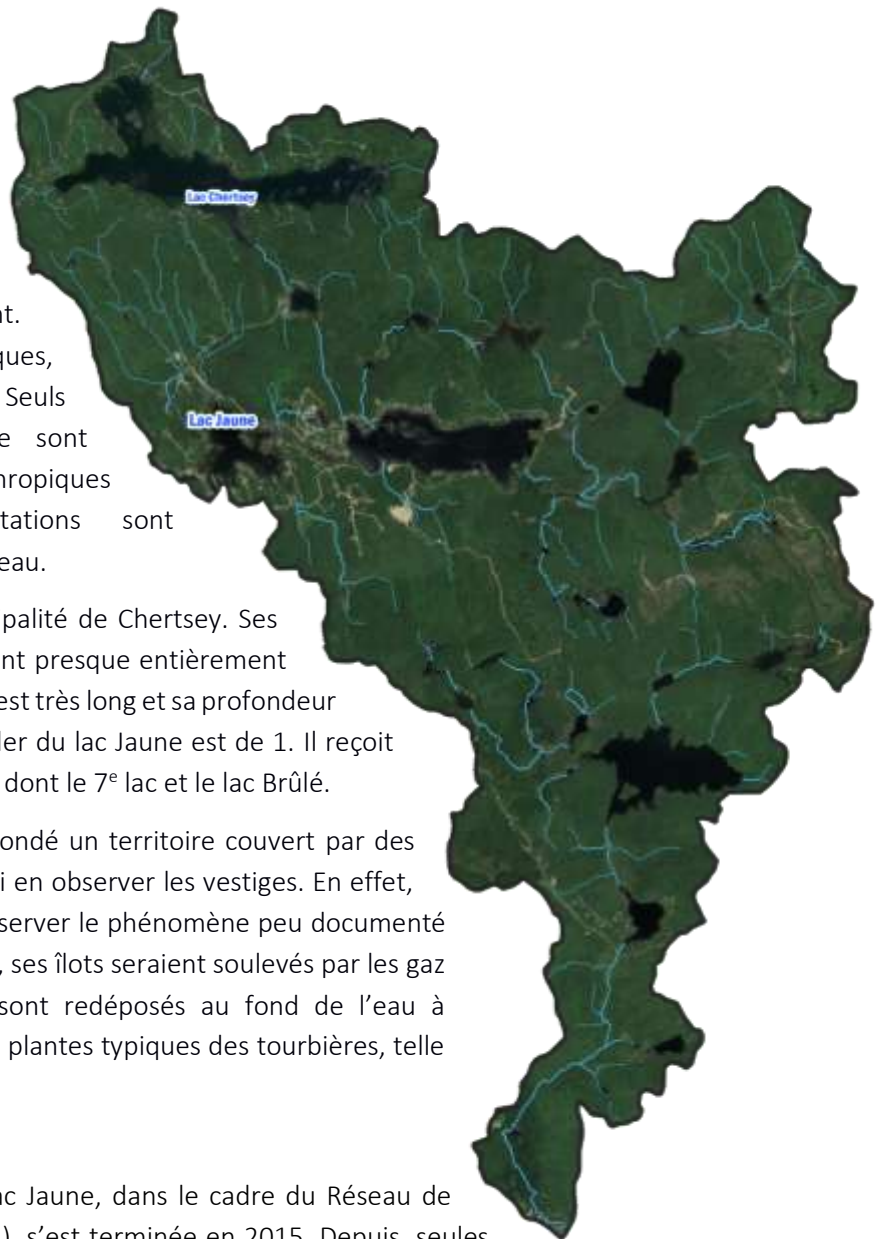 Lac Chertsey
nt.
ques,
Seuls
Lac Jaune
e sont
hropiques
tations sont
eau.
palité de Chertsey. Ses
nt presque entièrement
est très long et sa profondeur
ler du lac Jaune est de 1. Il reçoit
dont le 7e lac et le lac Brûlé.
ondé un territoire couvert par des
i en observer les vestiges. En effet,
server le phénomène peu documenté
, ses îlots seraient soulevés par les gaz
sont redéposés au fond de l’eau à
plantes typiques des tourbières, telle
ac Jaune, dans le cadre du Réseau de
), s’est terminée en 2015. Depuis, seules